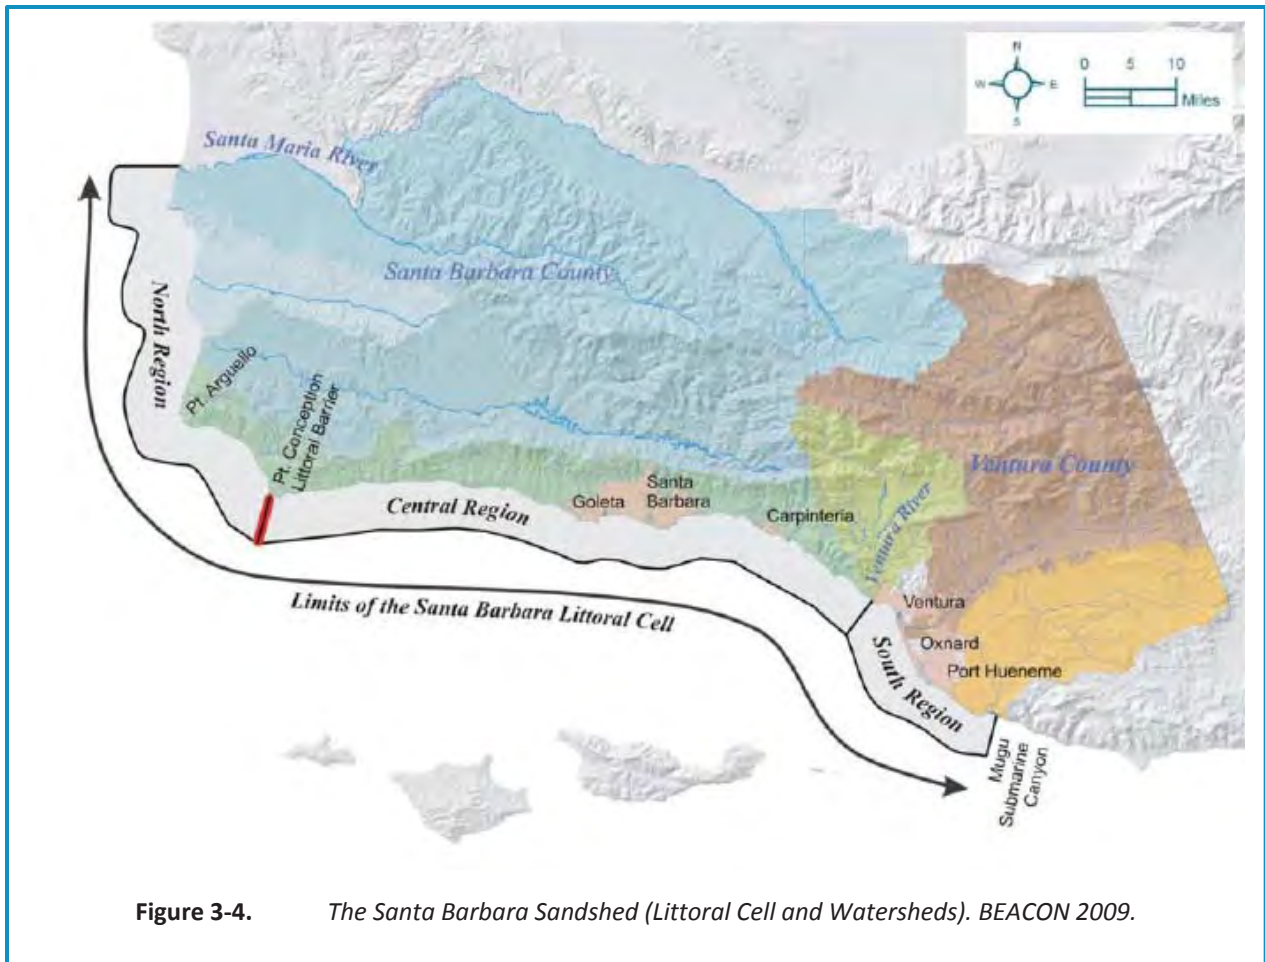 N
W E
S
0 5 10
Miles
Santa Maria River
Santa Barbara County
North Region
Pt. Arguello
Pt. Conception
Littoral Barrier
Central Region
Goleta
Santa
Barbara
Carpinteria
Ventura River
Ventura County
Ventura
Oxnard
Port Hueneme
South Region
Limits of the Santa Barbara Littoral Cell
Mugu
Submarine
Canyon
Figure 3-4. The Santa Barbara Sandshed (Littoral Cell and Watersheds). BEACON 2009.